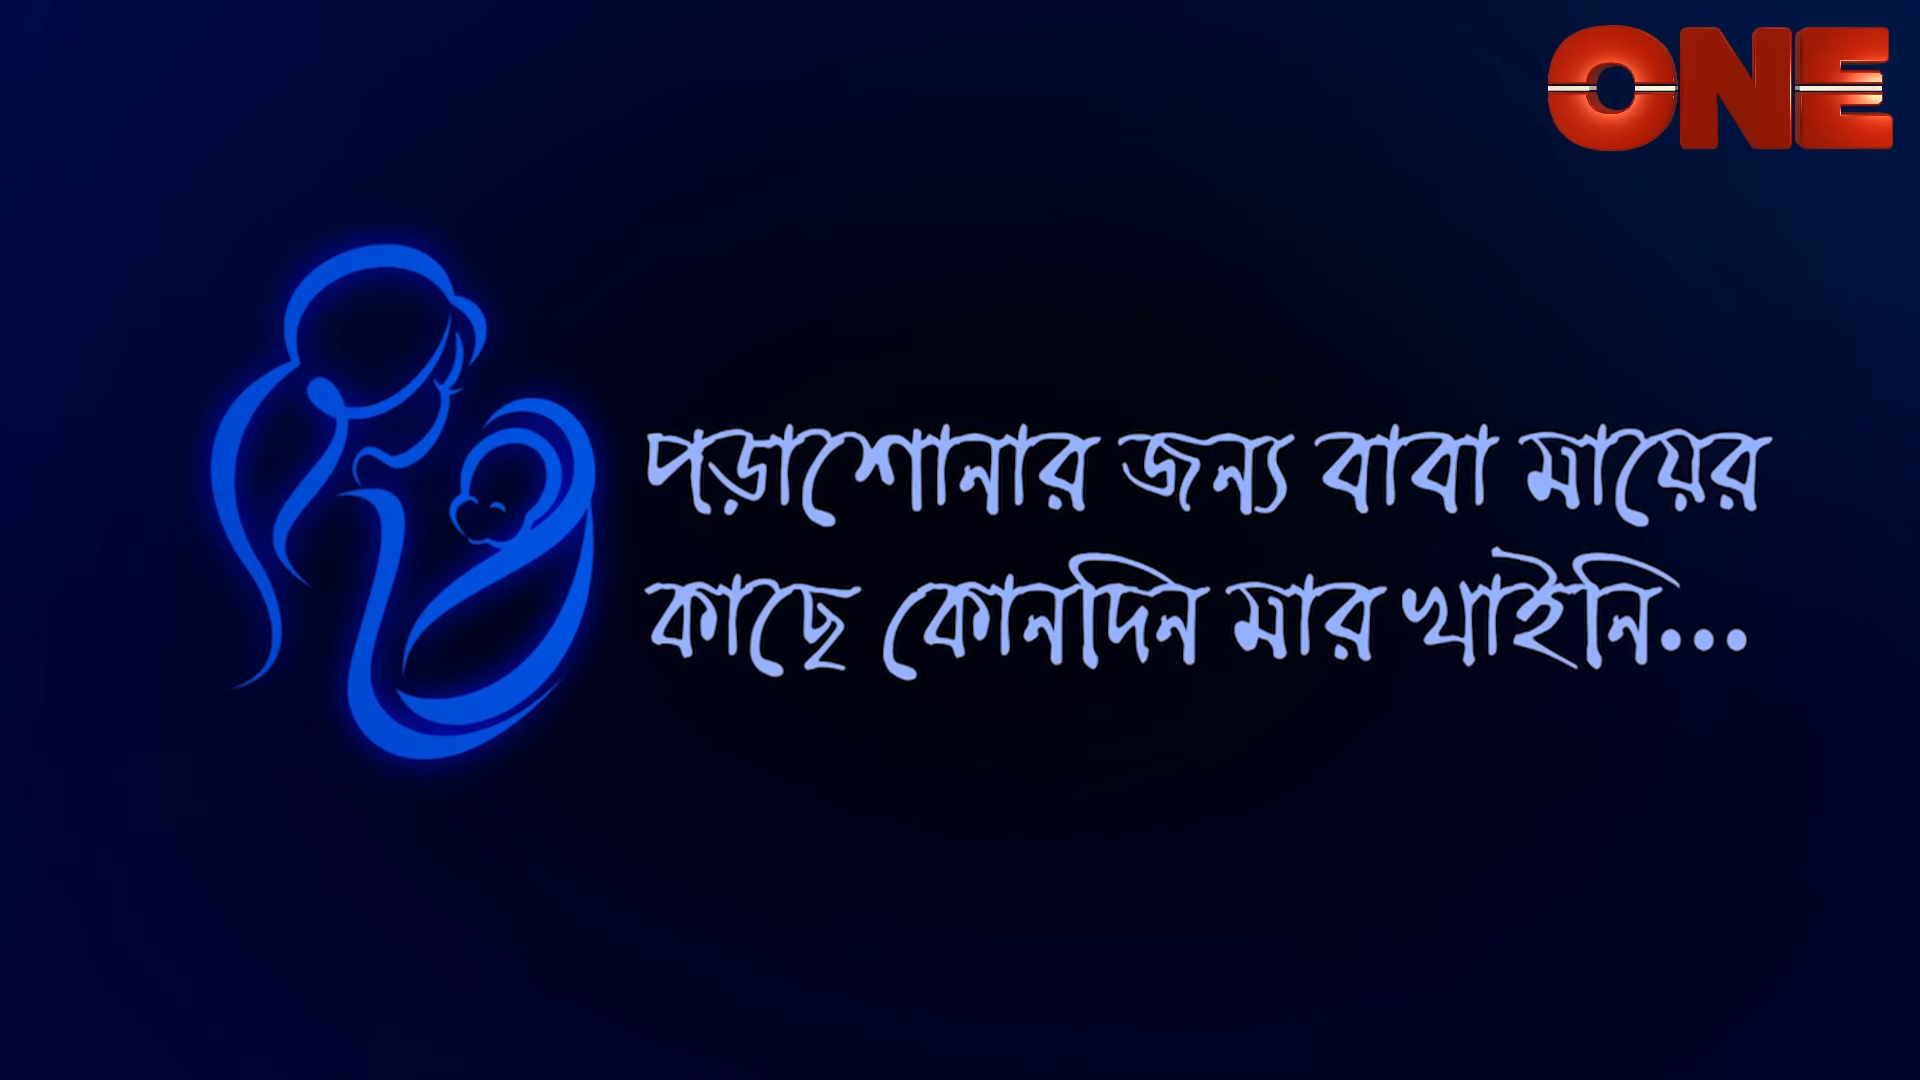 ONE
পড়াশোনার জন্য বাবা মায়ের
কাছে কোনদিন মার খাইনি...